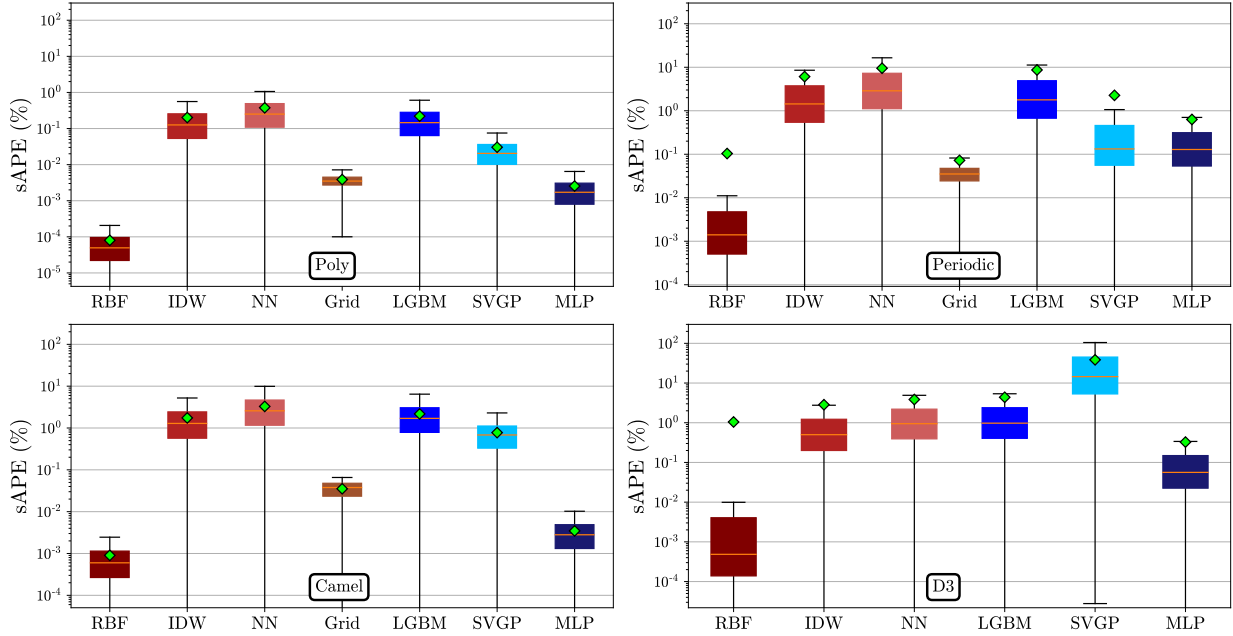 sAPE (%)
10²
10¹
10⁰
10⁻¹
10⁻²
10⁻³
10⁻⁴
10⁻⁵
Poly
RBF IDW NN Grid LGBM SVGP MLP
sAPE (%)
10²
10¹
10⁰
10⁻¹
10⁻²
10⁻³
10⁻⁴
Periodic
RBF IDW NN Grid LGBM SVGP MLP
sAPE (%)
10²
10¹
10⁰
10⁻¹
10⁻²
10⁻³
10⁻⁴
Camel
RBF IDW NN Grid LGBM SVGP MLP
sAPE (%)
10²
10¹
10⁰
10⁻¹
10⁻²
10⁻³
10⁻⁴
D3
RBF IDW NN LGBM SVGP MLP